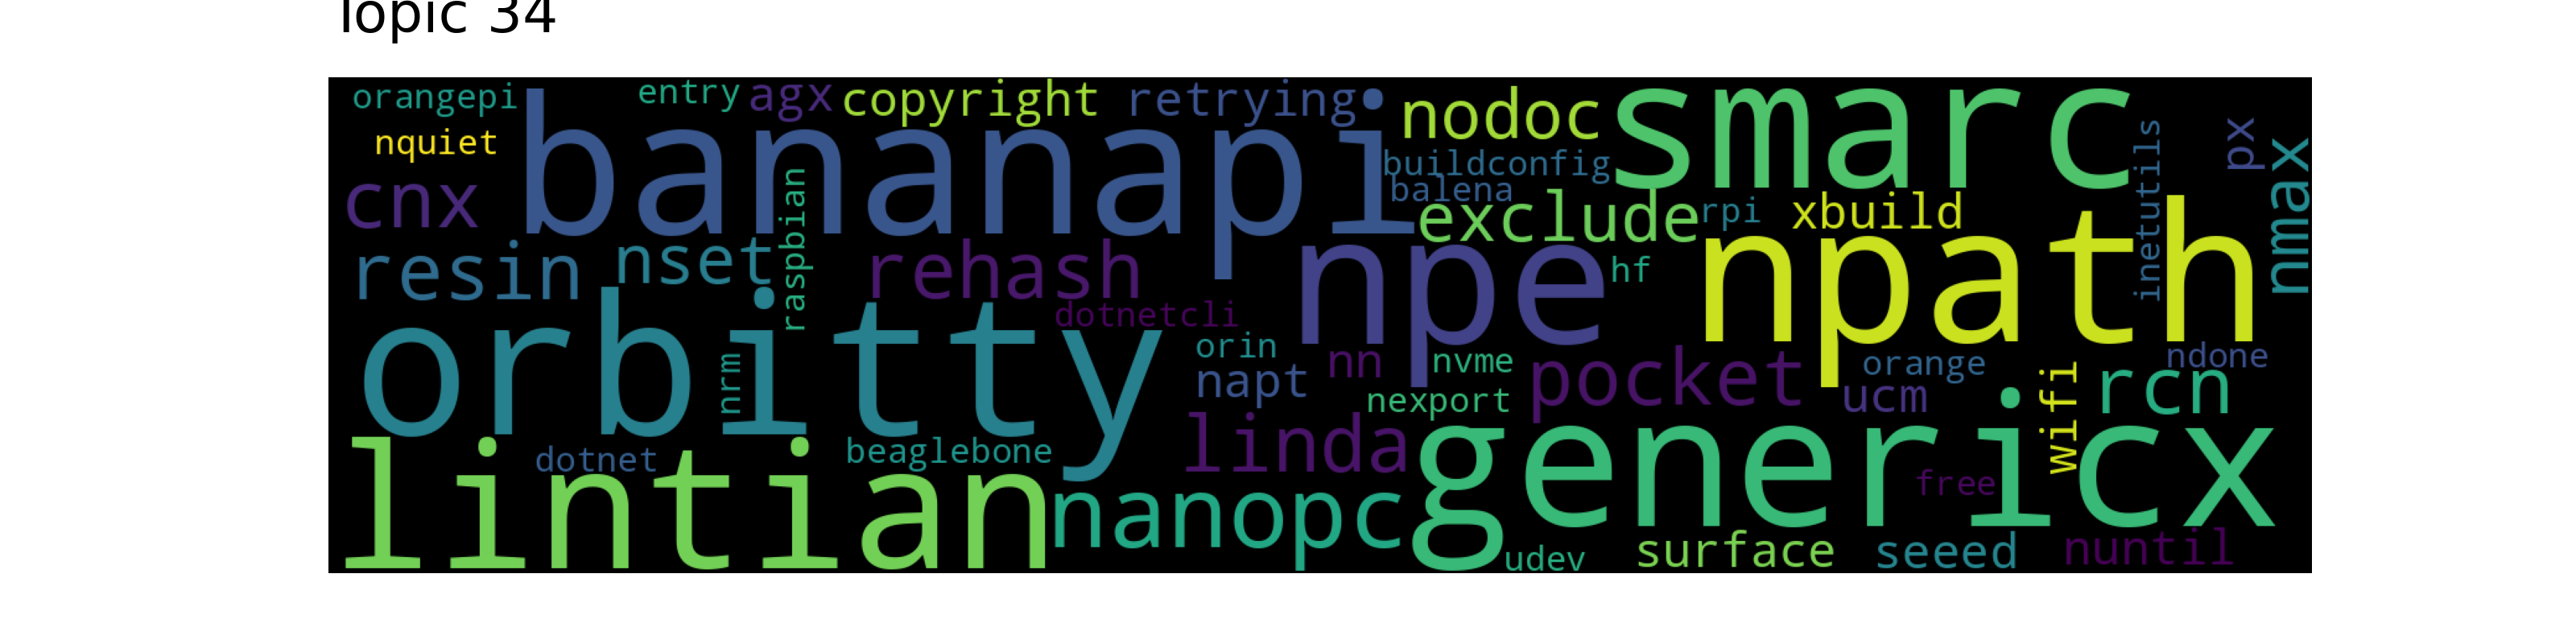 Topic 34
orangepi entry agx copyright retrying nodoc smarc
nquiet bananapi buildconfig inetutils px
cnx raspbian balena exclude rpi xbuild nmax
resin nset rehash npe hf npath
orbitty dotnetcli orin nn nvme pocket orange ndone
nrm napt nexport ucm wifi rcn
lintian dotnet beaglebone linda genericx
nanopc free
udev surface seeed nuntil